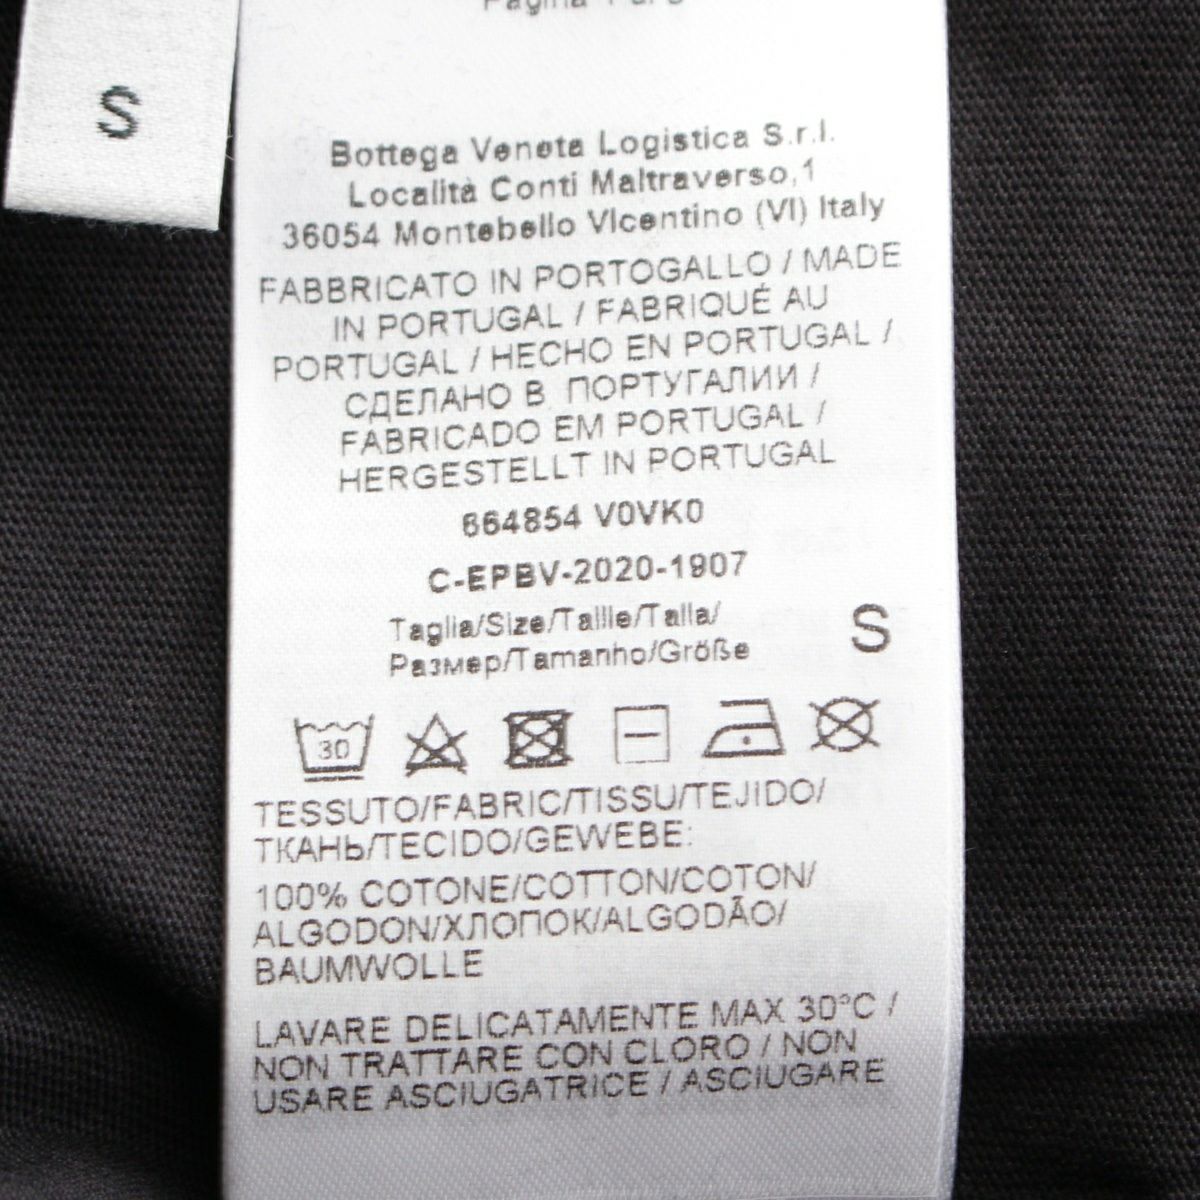 S
Bottega Veneta Logistica S.r.l.
Località Conti Maltraverso,1
36054 Montebello Vicentino (VI) Italy
FABBRICATO IN PORTOGALLO / MADE
IN PORTUGAL / FABRIQUÉ AU
PORTUGAL / HECHO EN PORTUGAL /
СДЕЛАНО В ПОРТУГАЛИИ /
FABRICADO EM PORTUGAL /
HERGESTELLT IN PORTUGAL
664854 V0VK0
C-EPBV-2020-1907
Taglia/Size/Taille/Talla/
Размер/Tamanho/Größe
S
30
TESSUTO/FABRIC/TISSU/TEJIDO/
ТКАНЬ/TECIDO/GEWEBE:
100% COTONE/COTTON/COTON/
ALGODON/ХЛОПОК/ALGODÃO/
BAUMWOLLE
LAVARE DELICATAMENTE MAX 30°C /
NON TRATTARE CON CLORO / NON
USARE ASCIUGATRICE / ASCIUGARE